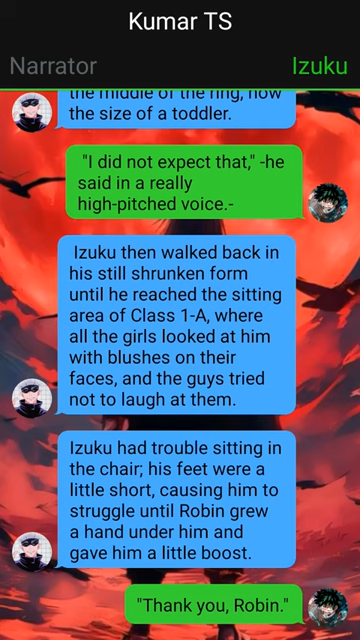 Kumar TS
Narrator
Izuku
the middle of the ring, now
the size of a toddler.
"I did not expect that," -he
said in a really
high-pitched voice.-
Izuku then walked back in
his still shrunken form
until he reached the sitting
area of Class 1-A, where
all the girls looked at him
with blushes on their
faces, and the guys tried
not to laugh at them.
Izuku had trouble sitting in
the chair; his feet were a
little short, causing him to
struggle until Robin grew
a hand under him and
gave him a little boost.
"Thank you, Robin."